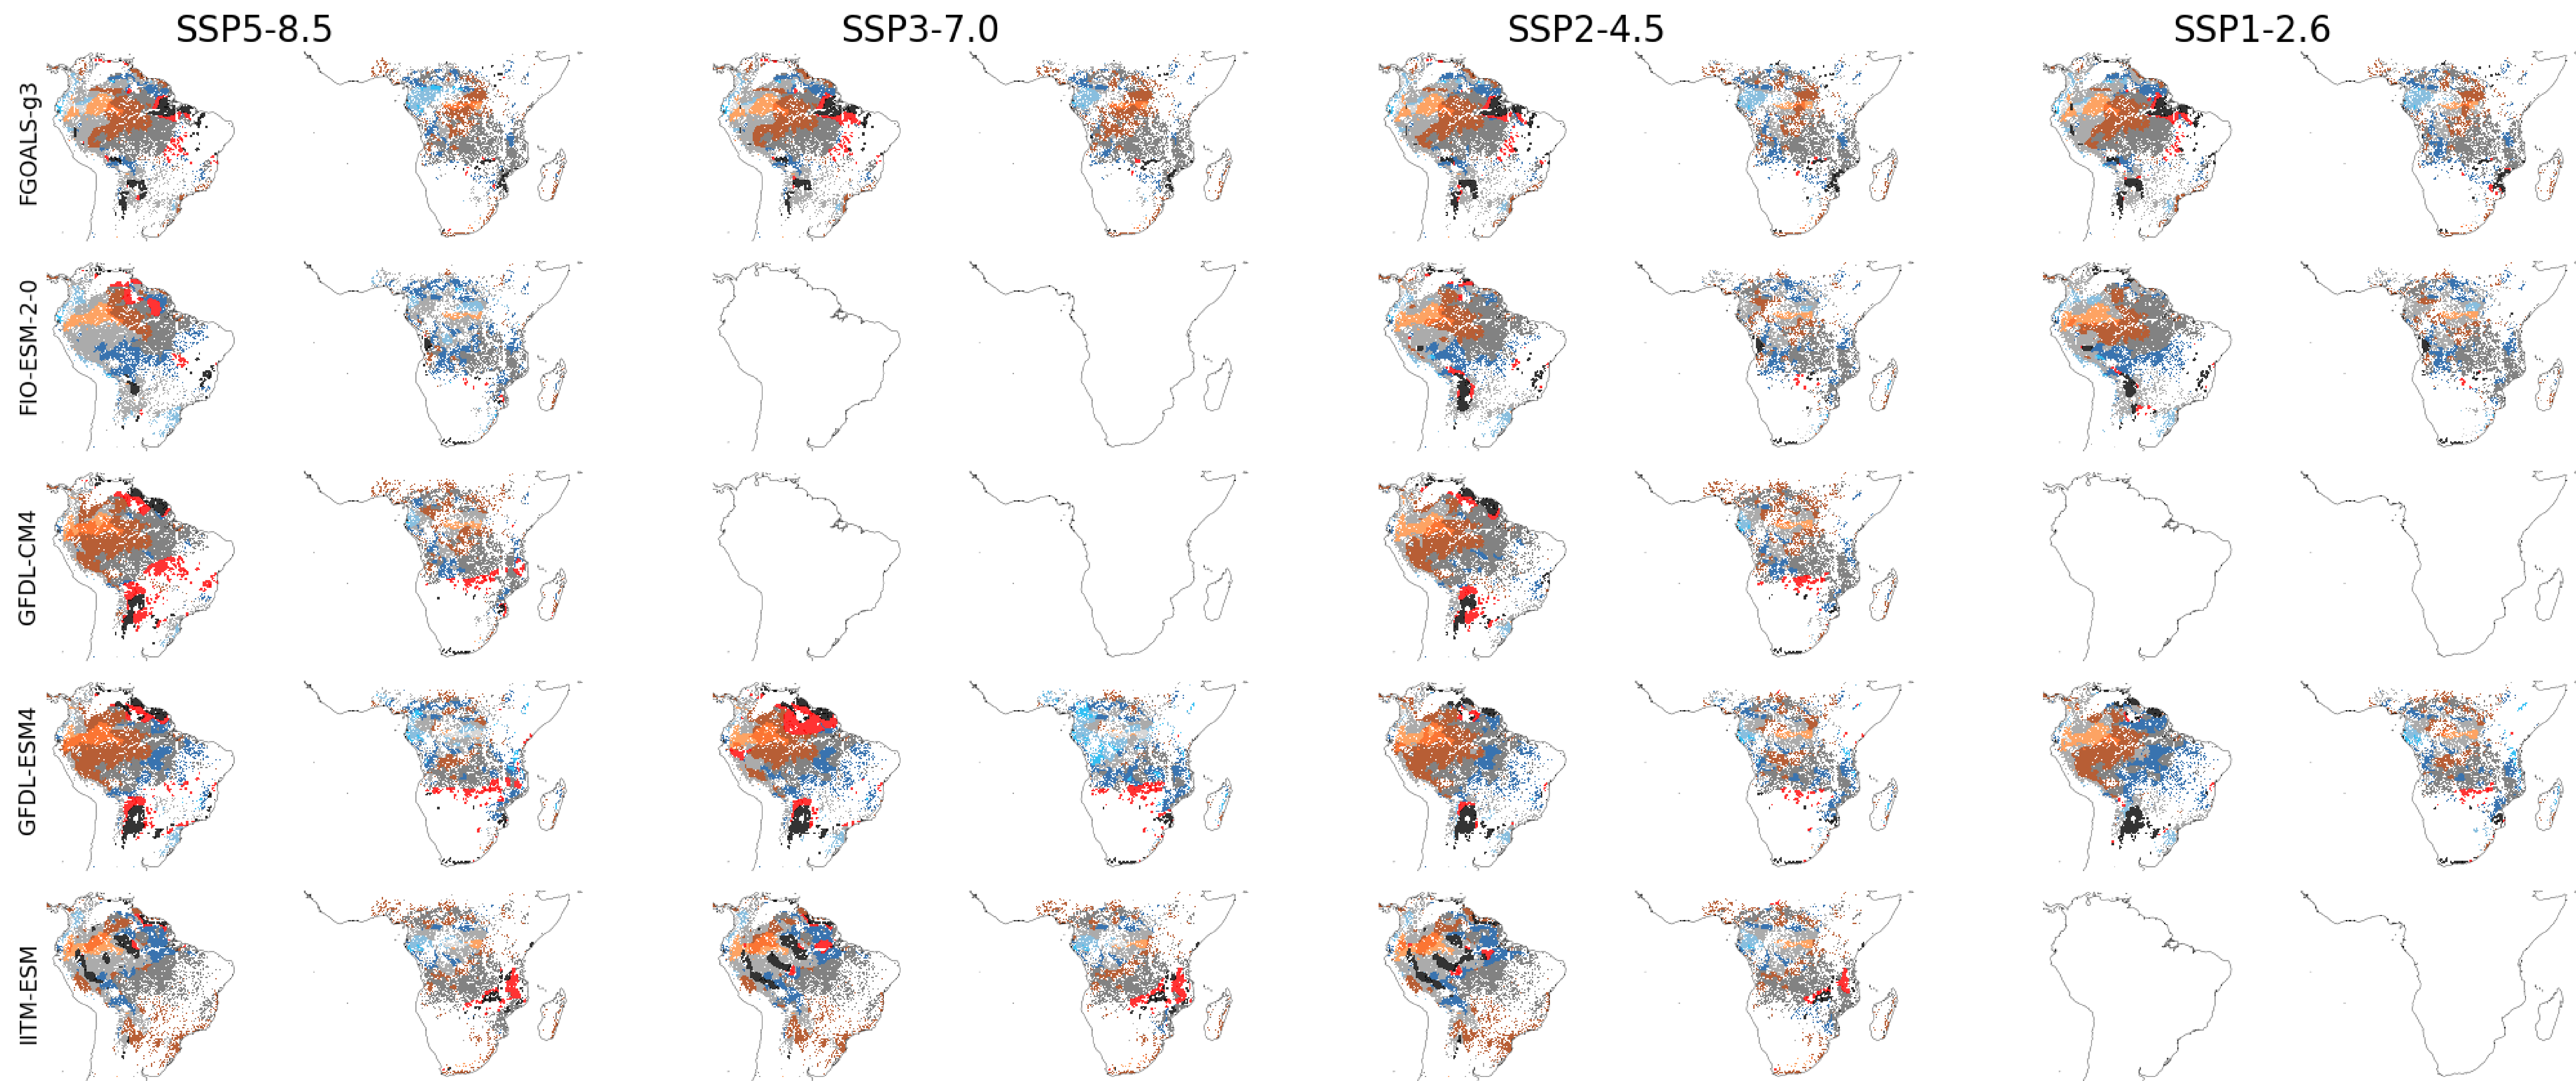 SSP5-8.5 SSP3-7.0 SSP2-4.5 SSP1-2.6
FGOALS-g3
FIO-ESM-2-0
GFDL-CM4
GFDL-ESM4
IITM-ESM